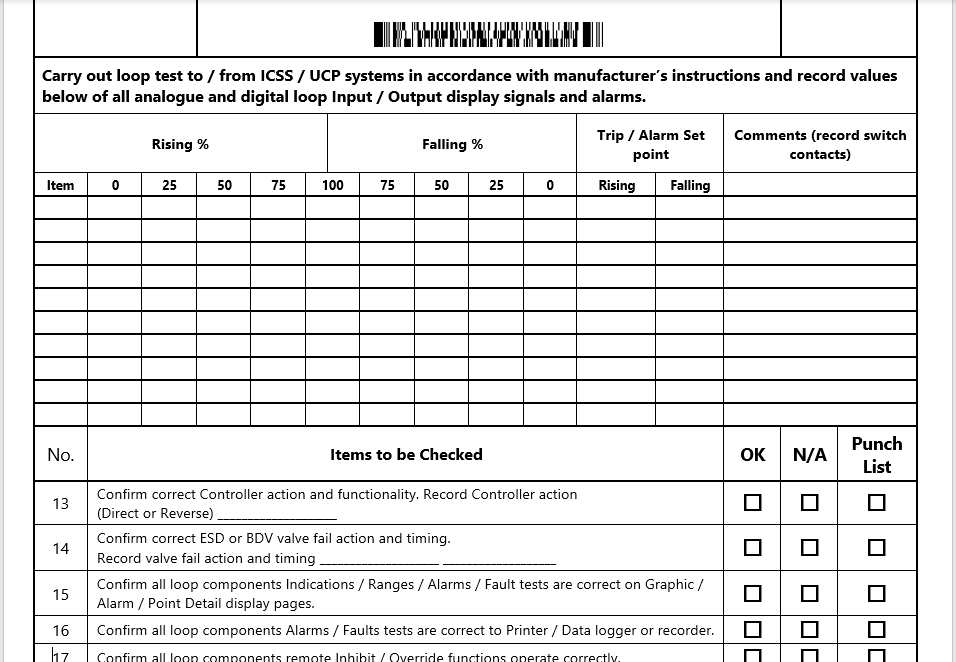 Carry out loop test to / from ICSS / UCP systems in accordance with manufacturer's instructions and record values
below of all analogue and digital loop Input / Output display signals and alarms.
Rising %
Falling %
Trip / Alarm Set
point
Comments (record switch
contacts)
Item 0 25 50 75 100 75 50 25 0 Rising Falling
No. Items to be Checked OK N/A Punch
List
13 Confirm correct Controller action and functionality. Record Controller action
(Direct or Reverse) ___________________
14 Confirm correct ESD or BDV valve fail action and timing.
Record valve fail action and timing ___________________ __________________
15 Confirm all loop components Indications / Ranges / Alarms / Fault tests are correct on Graphic /
Alarm / Point Detail display pages.
16 Confirm all loop components Alarms / Faults tests are correct to Printer / Data logger or recorder.
17 Confirm all loop components remote Inhibit / Override functions operate correctly.